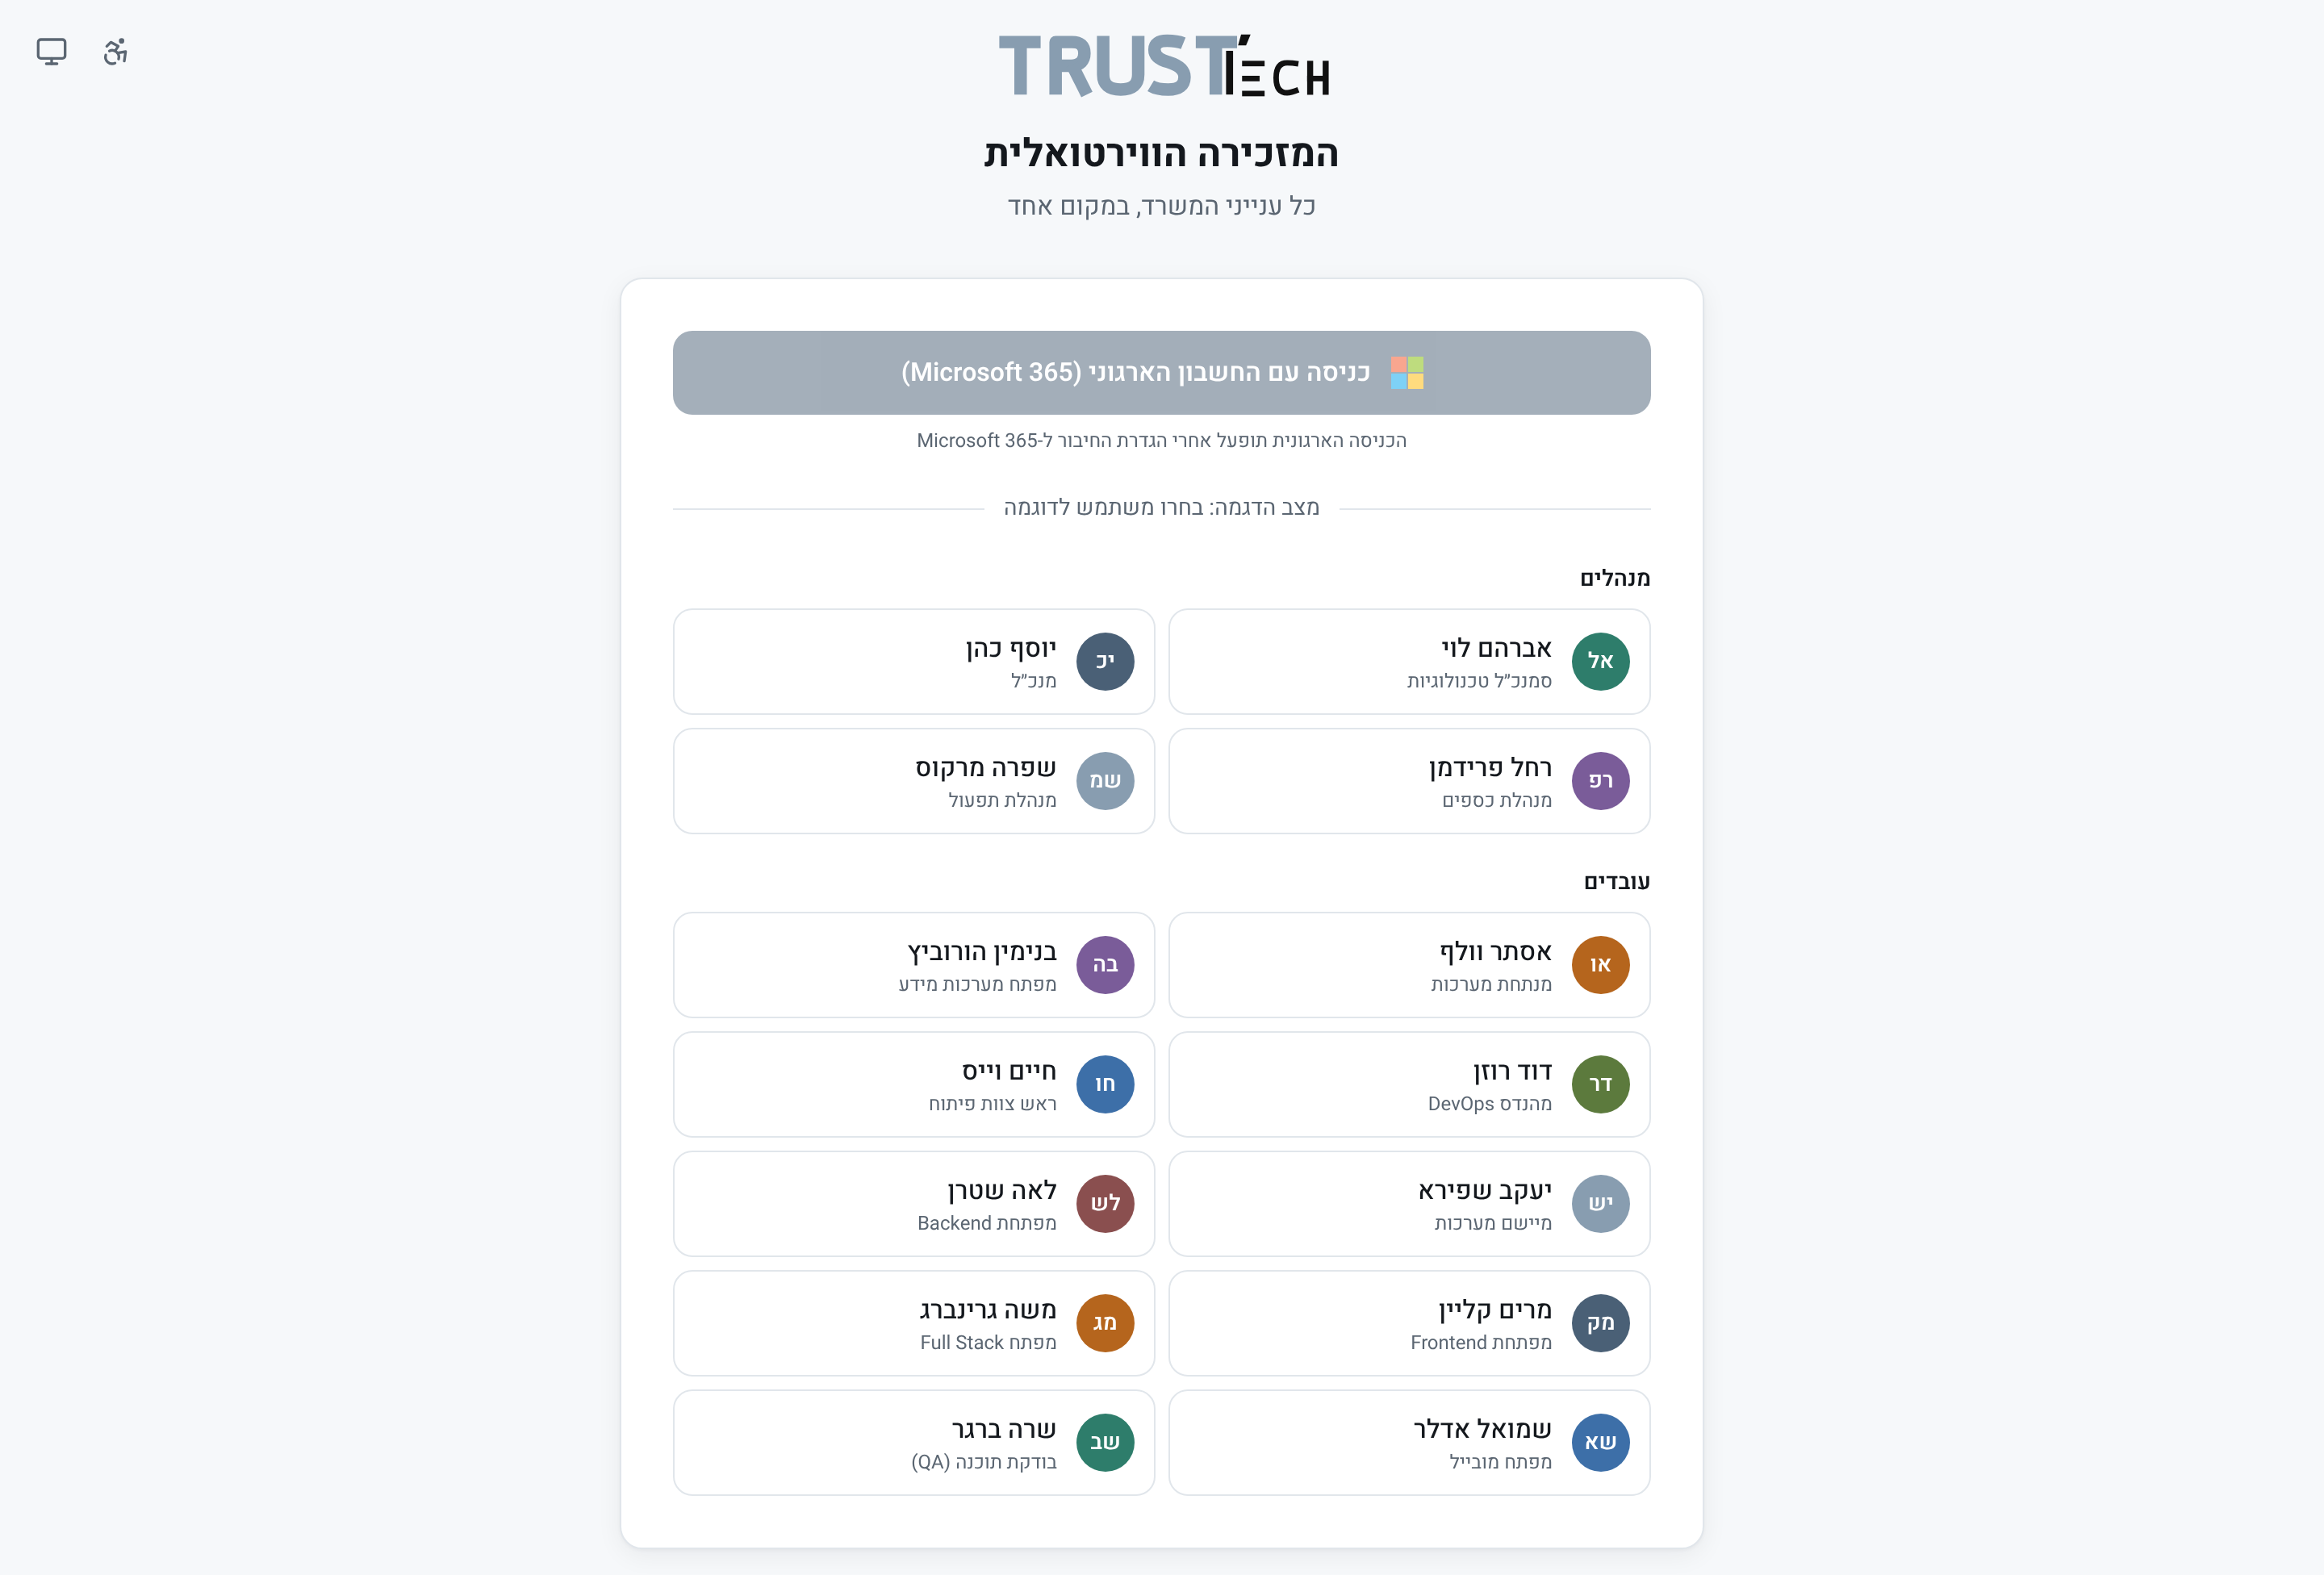 TRUSTTECH
המזכירה הווירטואלית
כל ענייני המשרד, במקום אחד
כניסה עם החשבון הארגוני (Microsoft 365)
הכניסה הארגונית תופעל אחרי הגדרת החיבור ל-Microsoft 365
מצב הדגמה: בחרו משתמש לדוגמה
מנהלים
אל
אברהם לוי
סמנכ״ל טכנולוגיות
יכ
יוסף כהן
מנכ״ל
רפ
רחל פרידמן
מנהלת כספים
שמ
שפרה מרקוס
מנהלת תפעול
עובדים
או
אסתר וולף
מנתחת מערכות
בה
בנימין הורוביץ
מפתח מערכות מידע
דר
דוד רוזן
מהנדס DevOps
חו
חיים וייס
ראש צוות פיתוח
יש
יעקב שפירא
מיישם מערכות
לש
לאה שטרן
מפתחת Backend
מק
מרים קליין
מפתחת Frontend
מג
משה גרינברג
מפתח Full Stack
שא
שמואל אדלר
מפתח מובייל
שב
שרה ברגר
בודקת תוכנה (QA)